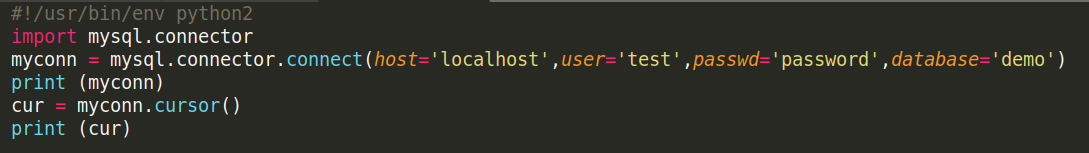 #!/usr/bin/env python2
import mysql.connector
myconn = mysql.connector.connect(host='localhost',user='test',passwd='password',database='demo')
print (myconn)
cur = myconn.cursor()
print (cur)